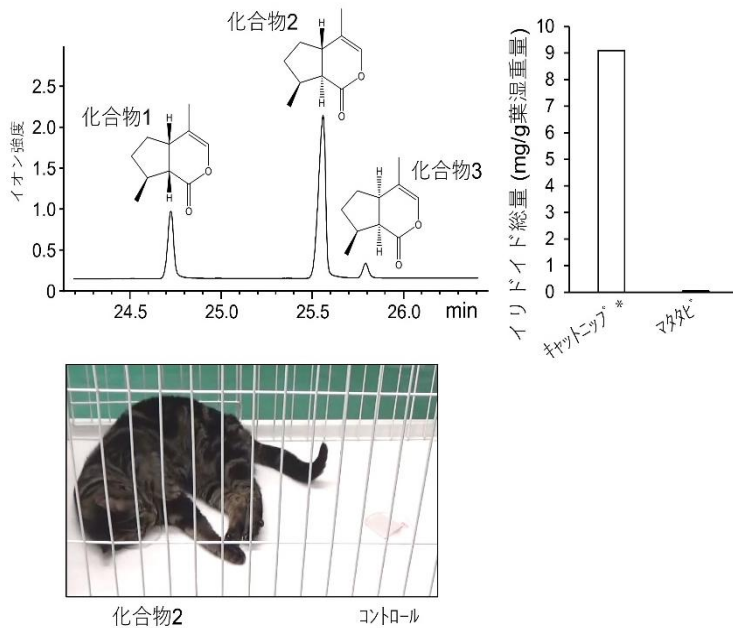 化合物2
化合物1
化合物3
イオン強度
2.5
2.0
1.5
1.0
0.5
0
24.5
25.0
25.5
26.0
min
H
H
O
O
H
H
O
O
H
H
O
O
イリドイド総量 (mg/g葉湿重量)
10
9
8
7
6
5
4
3
2
1
0
キャットニップ *
マタタビ
化合物2
コントロール